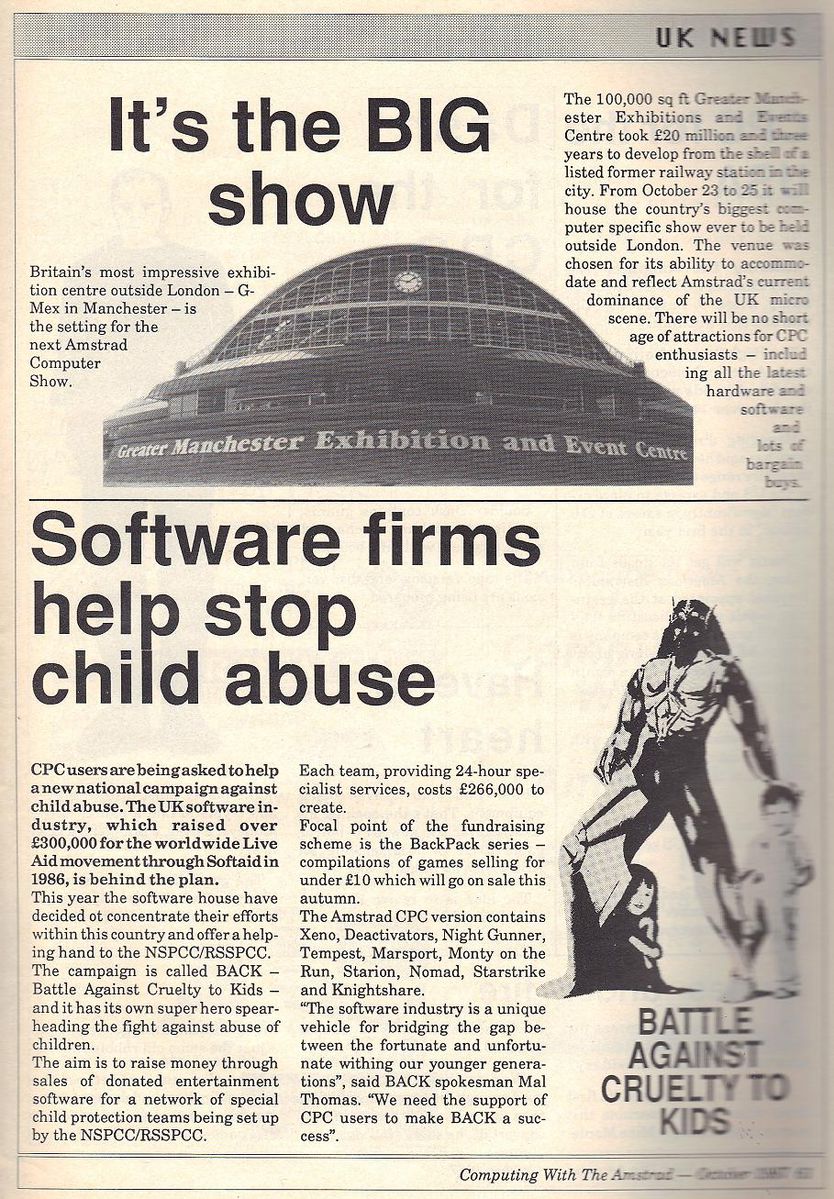 UK NEWS
It's the BIG
show
Britain's most impressive exhibi-
tion centre outside London – G-
Mex in Manchester – is
the setting for the
next Amstrad
Computer
Show.
Greater Manchester Exhibition and Event Centre
The 100,000 sq ft Greater Manch-
ester Exhibitions and Events
Centre took £20 million and three
years to develop from the shell of a
listed former railway station in the
city. From October 23 to 25 it will
house the country's biggest com-
puter specific show ever to be held
outside London. The venue was
chosen for its ability to accommo-
date and reflect Amstrad's current
dominance of the UK micro
scene. There will be no short
age of attractions for CPC
enthusiasts – includ
ing all the latest
hardware and
software
and
lots of
bargain
buys.
Software firms
help stop
child abuse
CPC users are being asked to help
a new national campaign against
child abuse. The UK software in-
dustry, which raised over
£300,000 for the worldwide Live
Aid movement through Softaid in
1986, is behind the plan.
This year the software house have
decided ot concentrate their efforts
within this country and offer a help-
ing hand to the NSPCC/RSSPCC.
The campaign is called BACK –
Battle Against Cruelty to Kids –
and it has its own super hero spear-
heading the fight against abuse of
children.
The aim is to raise money through
sales of donated entertainment
software for a network of special
child protection teams being set up
by the NSPCC/RSSPCC.
Each team, providing 24-hour spe-
cialist services, costs £266,000 to
create.
Focal point of the fundraising
scheme is the BackPack series –
compilations of games selling for
under £10 which will go on sale this
autumn.
The Amstrad CPC version contains
Xeno, Deactivators, Night Gunner,
Tempest, Marsport, Monty on the
Run, Starion, Nomad, Starstrike
and Knightshare.
"The software industry is a unique
vehicle for bridging the gap be-
tween the fortunate and unfortu-
nate withing our younger genera-
tions", said BACK spokesman Mal
Thomas. "We need the support of
CPC users to make BACK a suc-
cess".
BATTLE
AGAINST
CRUELTY TO
KIDS
Computing With The Amstrad — October 1987